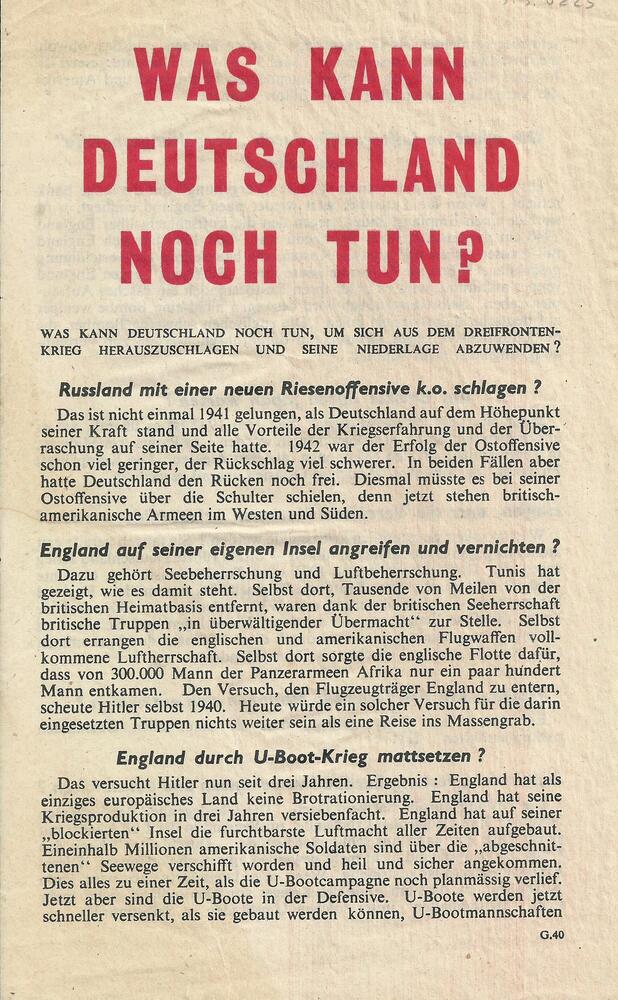 WAS KANN
DEUTSCHLAND
NOCH TUN?
WAS KANN DEUTSCHLAND NOCH TUN, UM SICH AUS DEM DREIFRONTEN-
KRIEG HERAUSZUSCHLAGEN UND SEINE NIEDERLAGE ABZUWENDEN?
Russland mit einer neuen Riesenoffensive k.o. schlagen ?
Das ist nicht einmal 1941 gelungen, als Deutschland auf dem Höhepunkt
seiner Kraft stand und alle Vorteile der Kriegserfahrung und der Über-
raschung auf seiner Seite hatte. 1942 war der Erfolg der Ostoffensive
schon viel geringer, der Rückschlag viel schwerer. In beiden Fällen aber
hatte Deutschland den Rücken noch frei. Diesmal müsste es bei seiner
Ostoffensive über die Schulter schielen, denn jetzt stehen britisch-
amerikanische Armeen im Westen und Süden.
England auf seiner eigenen Insel angreifen und vernichten ?
Dazu gehört Seebeherrschung und Luftbeherrschung. Tunis hat
gezeigt, wie es damit steht. Selbst dort, Tausende von Meilen von der
britischen Heimatbasis entfernt, waren dank der britischen Seeherrschaft
britische Truppen „in überwältigender Übermacht“ zur Stelle. Selbst
dort errangen die englischen und amerikanischen Flugwaffen voll-
kommene Luftherrschaft. Selbst dort sorgte die englische Flotte dafür,
dass von 300.000 Mann der Panzerarmeen Afrika nur ein paar hundert
Mann entkamen. Den Versuch, den Flugzeugträger England zu entern,
scheute Hitler selbst 1940. Heute würde ein solcher Versuch für die darin
eingesetzten Truppen nichts weiter sein als eine Reise ins Massengrab.
England durch U-Boot-Krieg mattsetzen ?
Das versucht Hitler nun seit drei Jahren. Ergebnis : England hat als
einziges europäisches Land keine Brotrationierung. England hat seine
Kriegsproduktion in drei Jahren versiebenfacht. England hat auf seiner
„blockierten“ Insel die furchtbarste Luftmacht aller Zeiten aufgebaut.
Eineinhalb Millionen amerikanische Soldaten sind über die „abgeschnit-
tenen“ Seewege verschifft worden und heil und sicher angekommen.
Dies alles zu einer Zeit, als die U-Bootcampagne noch planmässig verlief.
Jetzt aber sind die U-Boote in der Defensive. U-Boote werden jetzt
schneller versenkt, als sie gebaut werden können, U-Bootmannschaften
G.40